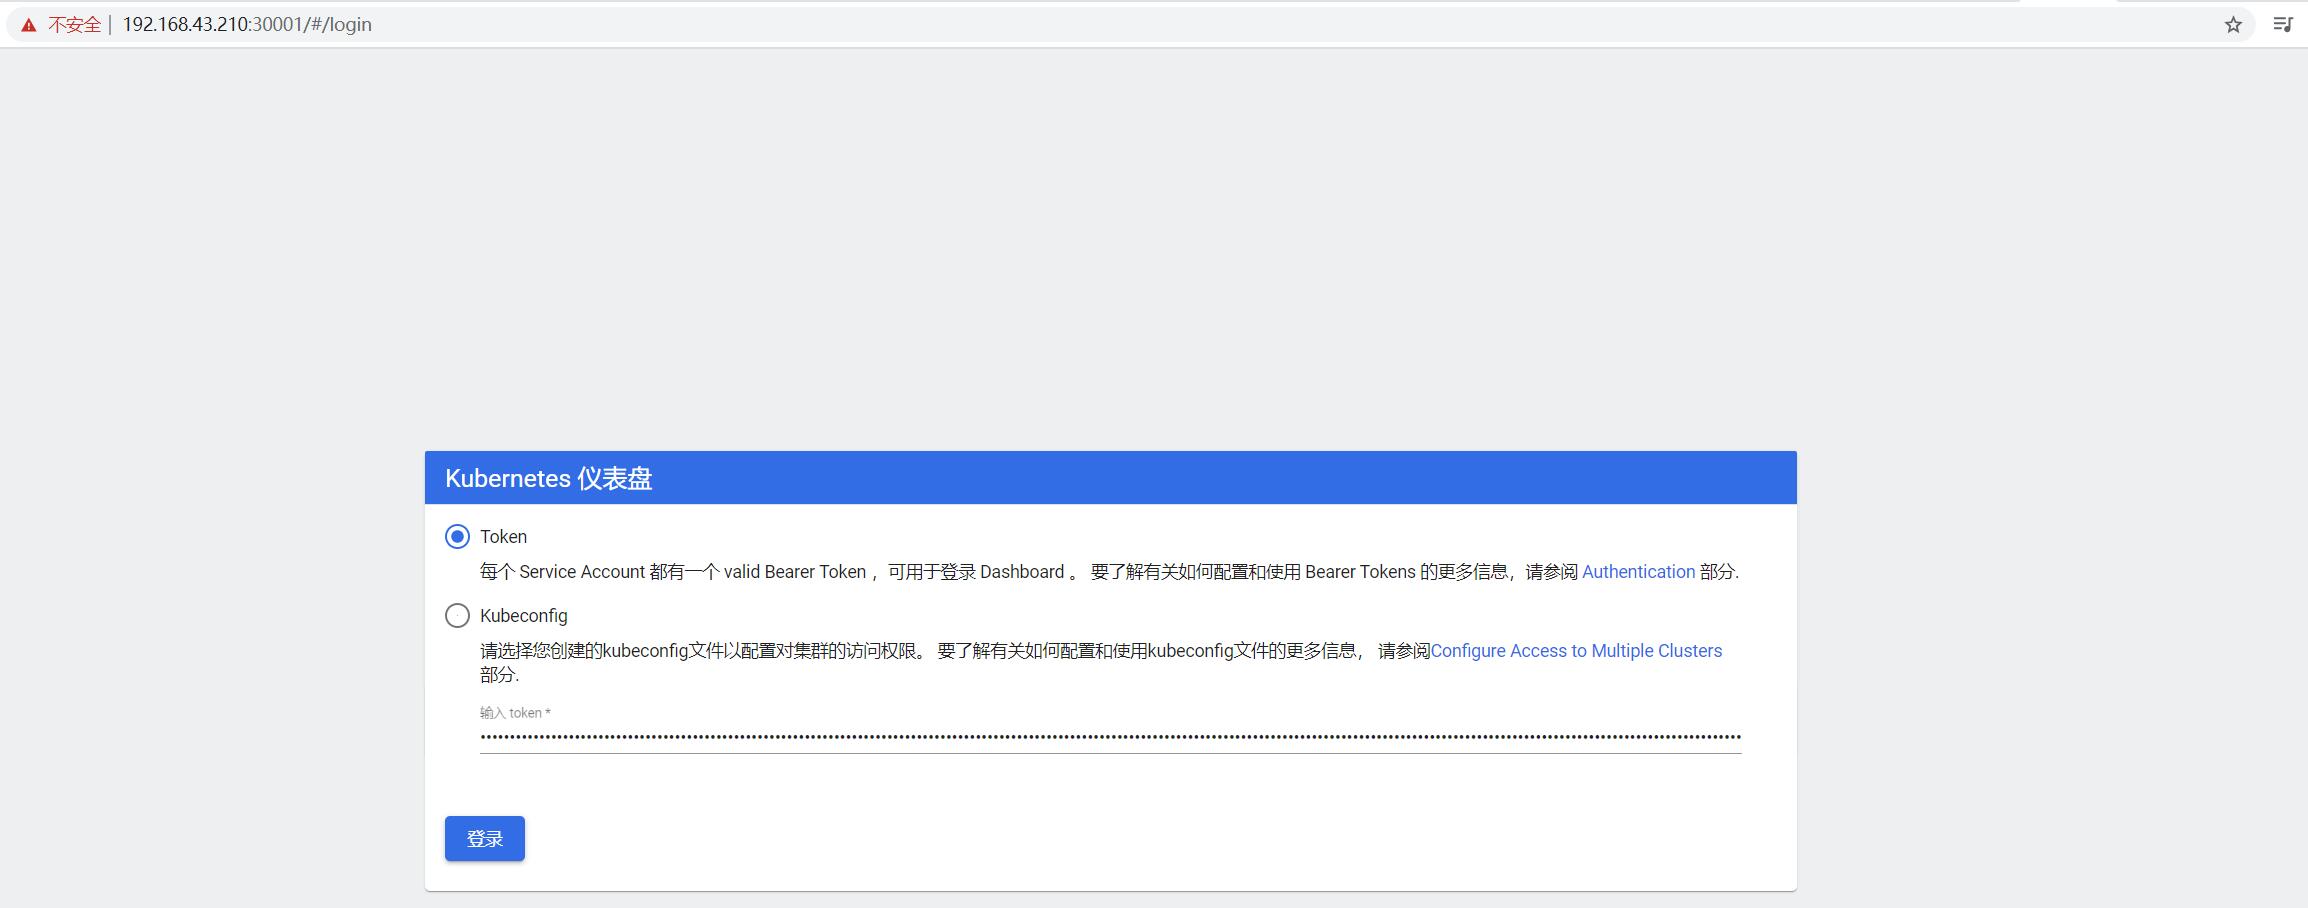 不安全 | 192.168.43.210:30001/#/login
Kubernetes 仪表盘
Token
每个 Service Account 都有一个 valid Bearer Token ，可用于登录 Dashboard 。 要了解有关如何配置和使用 Bearer Tokens 的更多信息，请参阅 Authentication 部分.
Kubeconfig
请选择您创建的kubeconfig文件以配置对集群的访问权限。 要了解有关如何配置和使用kubeconfig文件的更多信息， 请参阅Configure Access to Multiple Clusters
部分.
输入 token *
登录